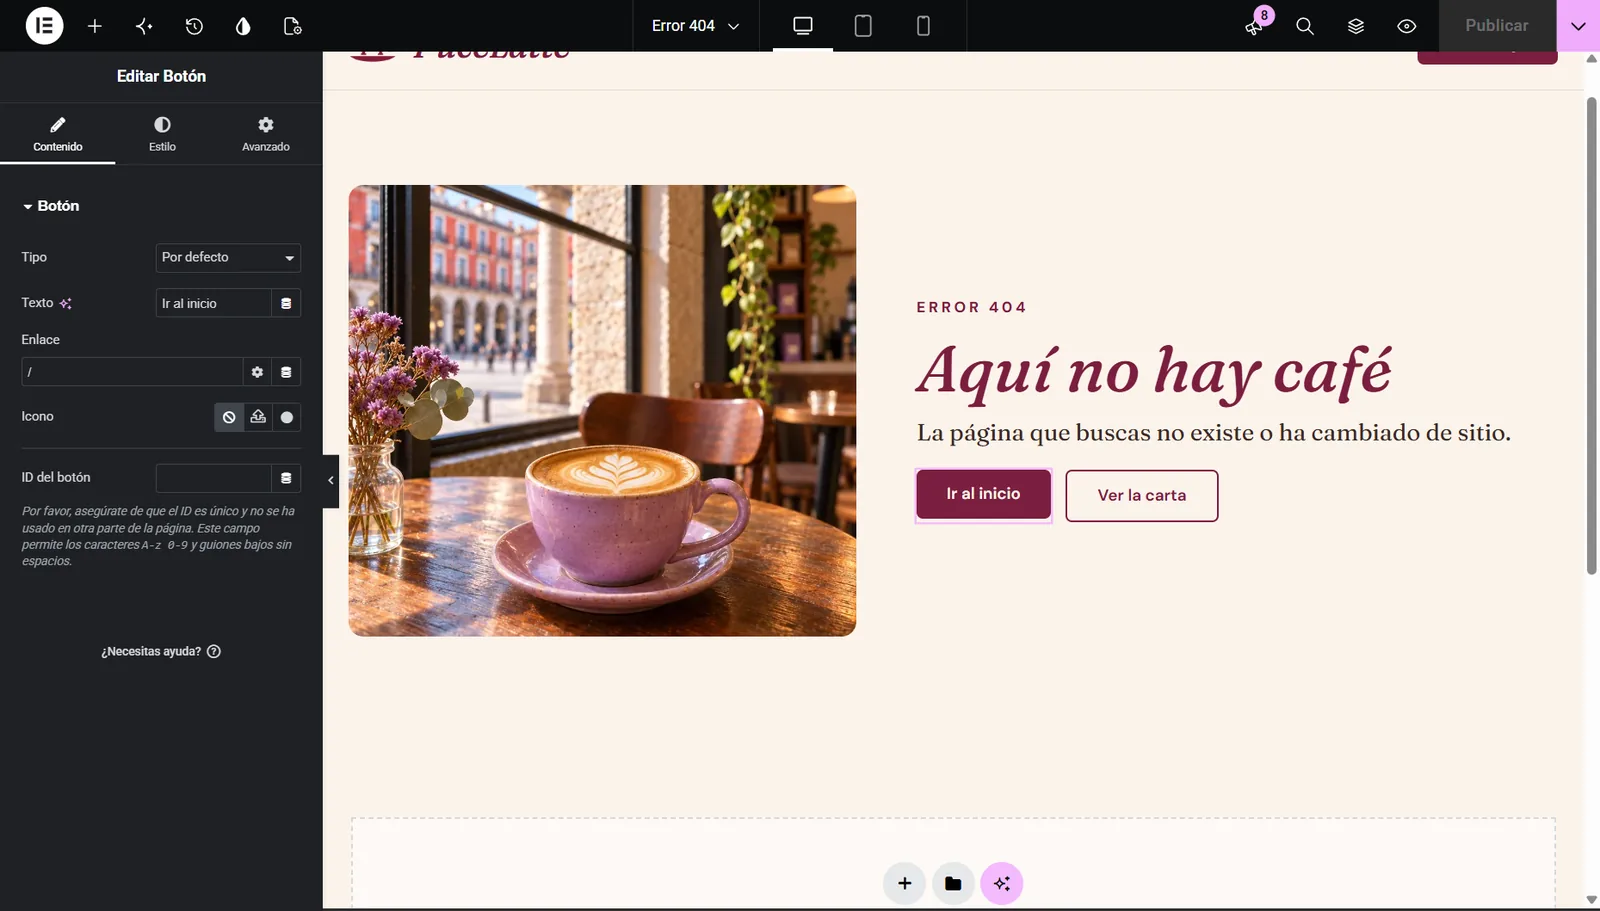 Error 404
8
Publicar
Editar Botón
Contenido
Estilo
Avanzado
Botón
Tipo
Por defecto
Texto
Ir al inicio
Enlace
/
Icono
ID del botón
Por favor, asegúrate de que el ID es único y no se ha
usado en otra parte de la página. Este campo
permite los caracteres A-z 0-9 y guiones bajos sin
espacios.
¿Necesitas ayuda?
ERROR 404
Aquí no hay café
La página que buscas no existe o ha cambiado de sitio.
Ir al inicio
Ver la carta